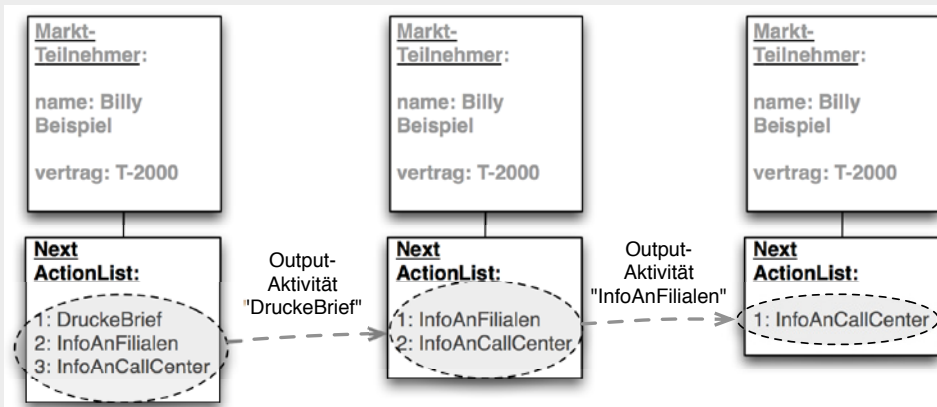 Markt-
Teilnehmer:
name: Billy
Beispiel
vertrag: T-2000
Next
ActionList:
1: DruckeBrief
2: InfoAnFilialen
3: InfoAnCallCenter
Output-
Aktivität
"DruckeBrief"
Markt-
Teilnehmer:
name: Billy
Beispiel
vertrag: T-2000
Next
ActionList:
1: InfoAnFilialen
2: InfoAnCallCenter
Output-
Aktivität
"InfoAnFilialen"
Markt-
Teilnehmer:
name: Billy
Beispiel
vertrag: T-2000
Next
ActionList:
1: InfoAnCallCenter